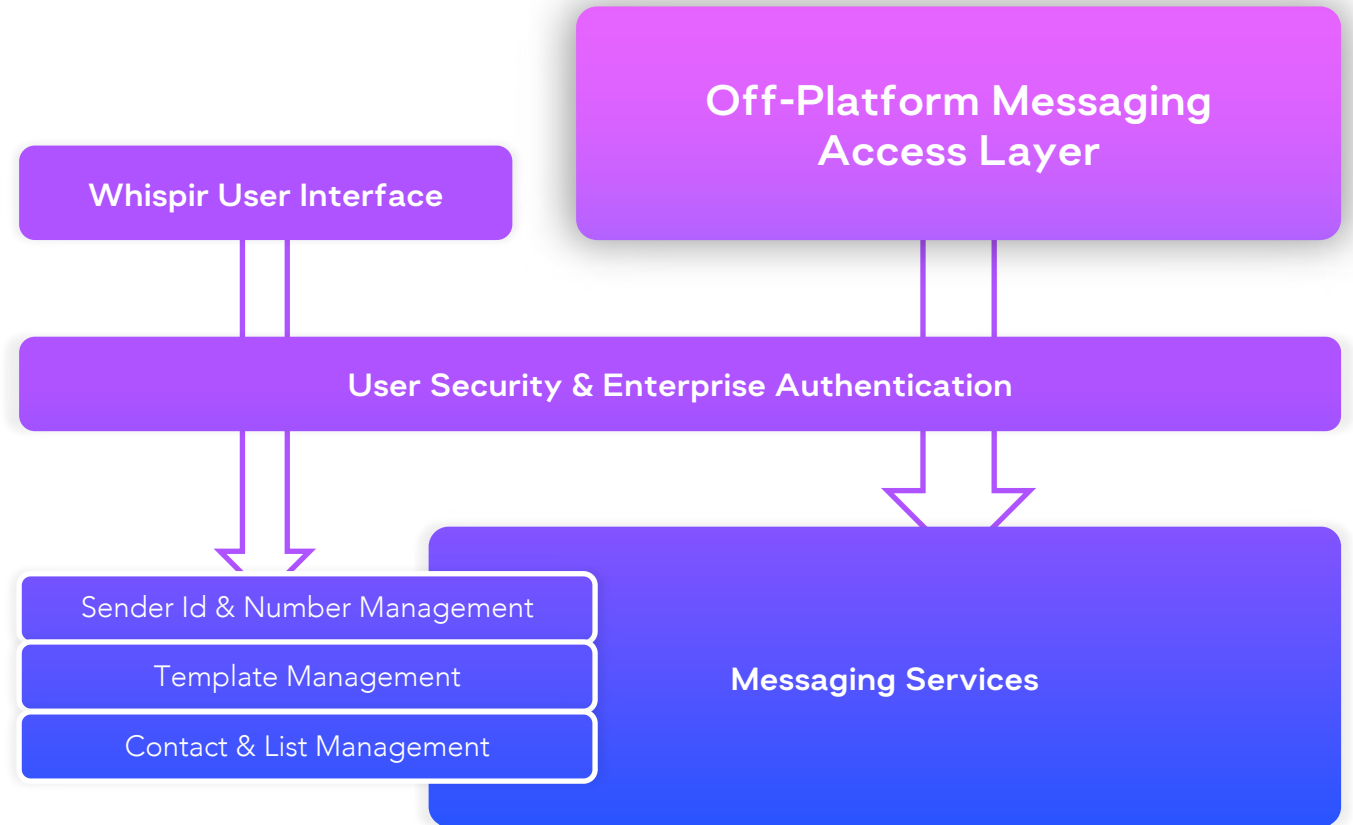 Off-Platform Messaging
Access Layer
Whispir User Interface
User Security & Enterprise Authentication
Sender Id & Number Management
Template Management
Messaging Services
Contact & List Management